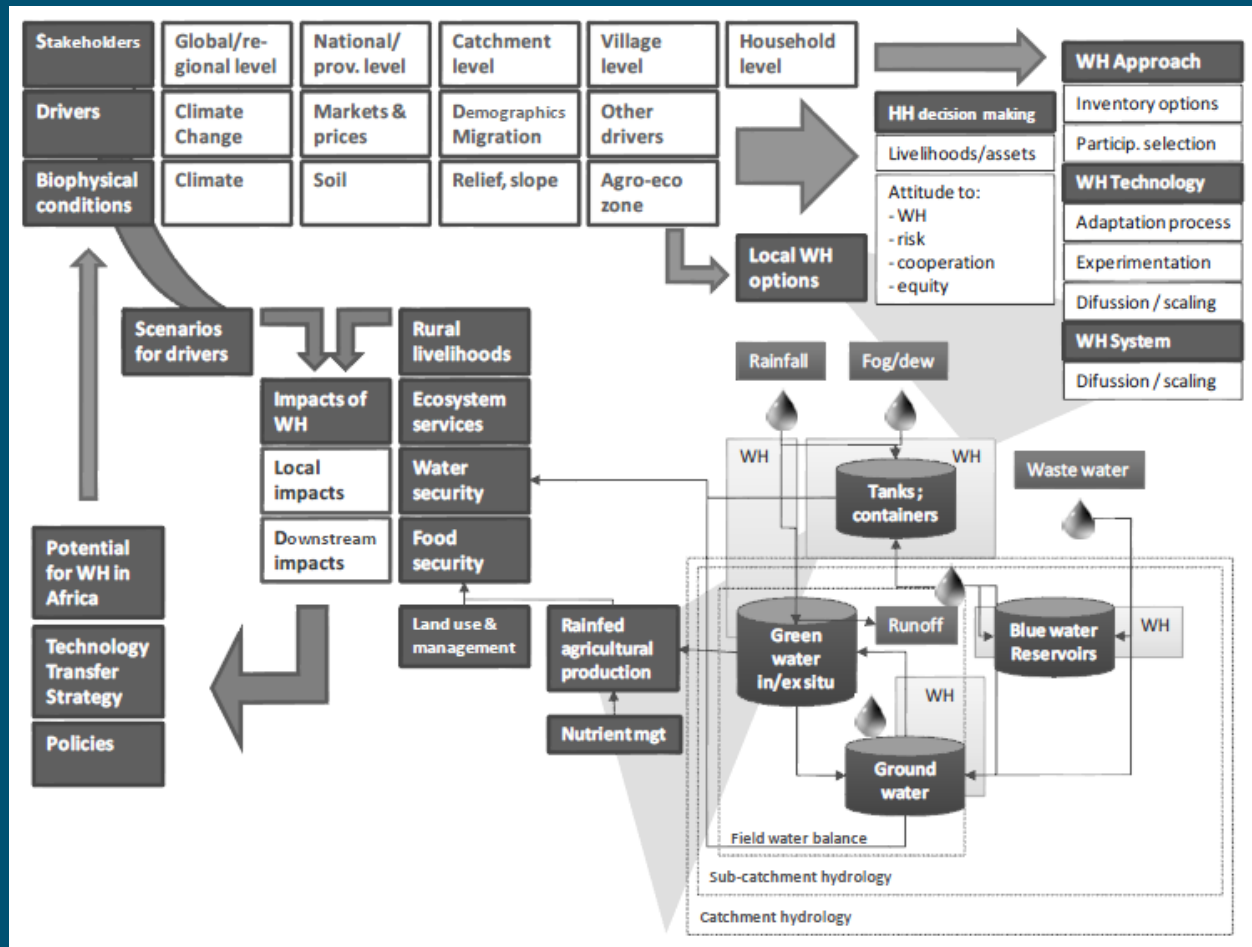 Stakeholders
Global/re-
gional level
National/
prov. level
Catchment
level
Village
level
Household
level
Drivers
Climate
Change
Markets &
prices
Demographics
Migration
Other
drivers
Biophysical
conditions
Climate
Soil
Relief, slope
Agro-eco
zone
WH Approach
Inventory options
Particip. selection
WH Technology
Adaptation process
Experimentation
Difussion / scaling
WH System
Difussion / scaling
HH decision making
Livelihoods/assets
Attitude to:
- WH
- risk
- cooperation
- equity
Local WH
options
Scenarios
for drivers
Rural
livelihoods
Impacts of
WH
Ecosystem
services
Local
impacts
Water
security
Downstream
impacts
Food
security
Potential
for WH in
Africa
Technology
Transfer
Strategy
Policies
Land use &
management
Rainfed
agricultural
production
Nutrient mgt
Rainfall
Fog/dew
WH
WH
Tanks ;
containers
Waste water
Green
water
in/ex situ
Runoff
Blue water
Reservoirs
WH
WH
Ground
water
Field water balance
Sub-catchment hydrology
Catchment hydrology